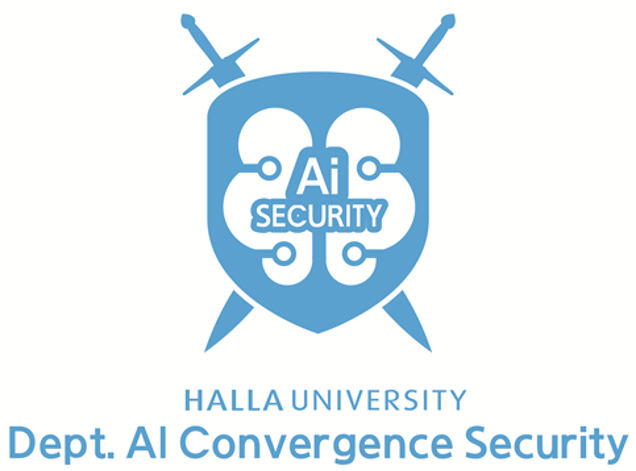 Ai
SECURITY
HALLA UNIVERSITY
Dept. AI Convergence Security